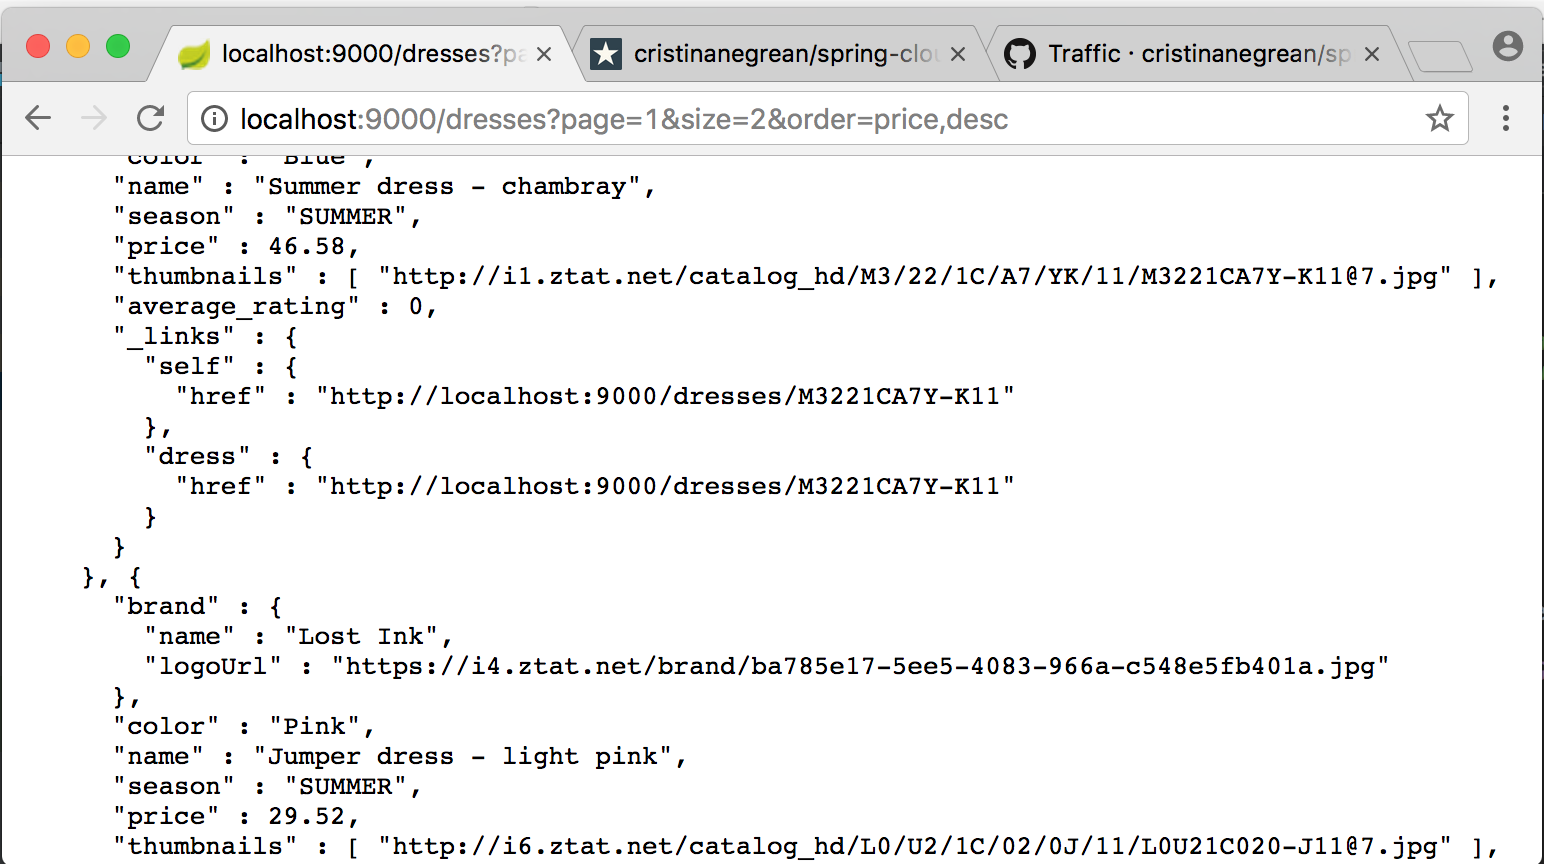 localhost:9000/dresses?pa
cristinanegrean/spring-clou
Traffic · cristinanegrean/sp
localhost:9000/dresses?page=1&size=2&order=price,desc
"color" : "Blue",
"name" : "Summer dress - chambray",
"season" : "SUMMER",
"price" : 46.58,
"thumbnails" : [ "http://i1.ztat.net/catalog_hd/M3/22/1C/A7/YK/11/M3221CA7Y-K11@7.jpg" ],
"average_rating" : 0,
"_links" : {
"self" : {
"href" : "http://localhost:9000/dresses/M3221CA7Y-K11"
},
"dress" : {
"href" : "http://localhost:9000/dresses/M3221CA7Y-K11"
}
}
}, {
"brand" : {
"name" : "Lost Ink",
"logoUrl" : "https://i4.ztat.net/brand/ba785e17-5ee5-4083-966a-c548e5fb401a.jpg"
},
"color" : "Pink",
"name" : "Jumper dress - light pink",
"season" : "SUMMER",
"price" : 29.52,
"thumbnails" : [ "http://i6.ztat.net/catalog_hd/L0/U2/1C/02/0J/11/L0U21C020-J11@7.jpg" ],